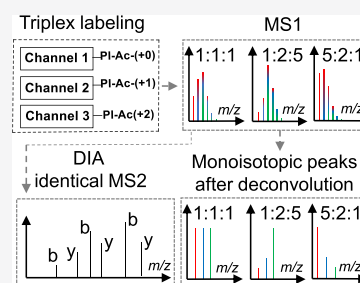 Triplex labeling
MS1
Channel 1 PI-Ac-(+0)
Channel 2 PI-Ac-(+1)
Channel 3 PI-Ac(+2)
1:1:1 1:2:5 5:2:1
m/z m/z m/z
DIA
identical MS2
Monoisotopic peaks
after deconvolution
b y b y b y
m/z
1:1:1 1:2:5 5:2:1
m/z m/z m/z